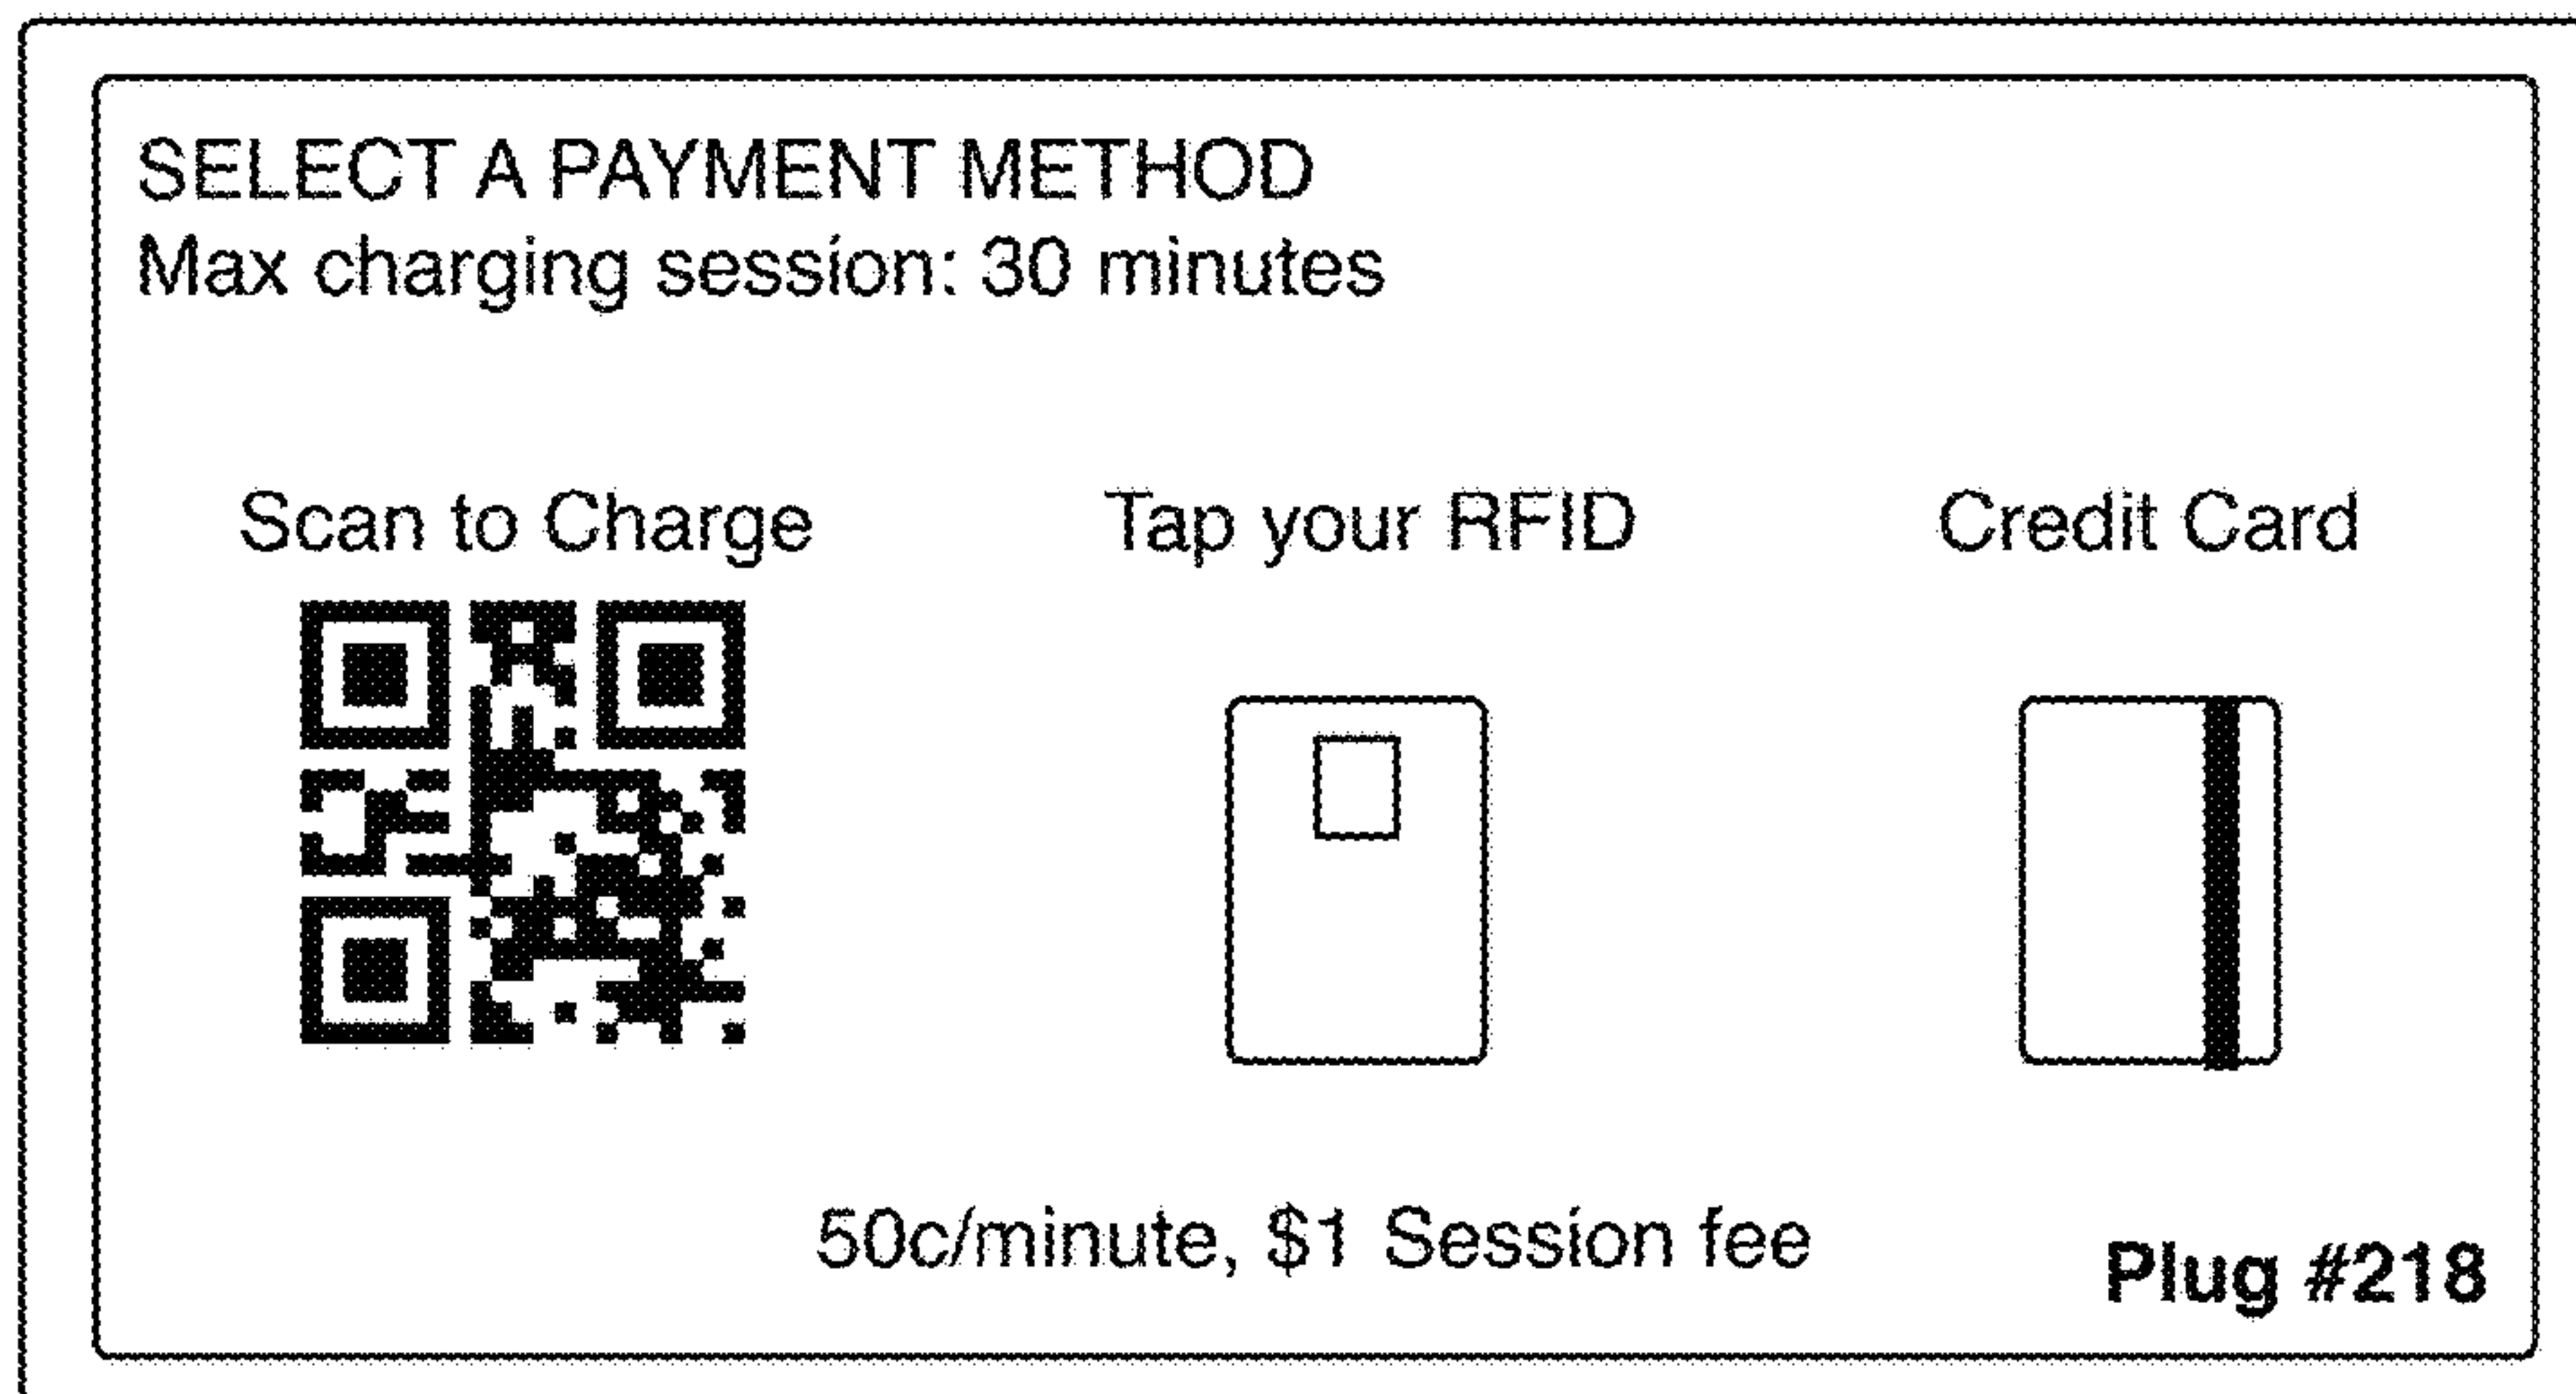 SELECT A PAYMENT METHOD
Max charging session: 30 minutes
Scan to Charge
Tap your RFID
Credit Card
50c/minute, $1 Session fee
Plug #218